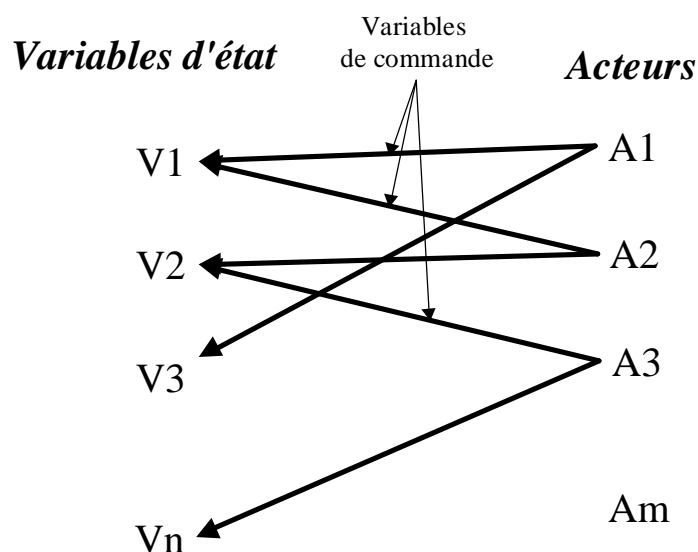 Variables
de commande
Variables d'état
Acteurs
V1
A1
V2
A2
V3
A3
Vn
Am